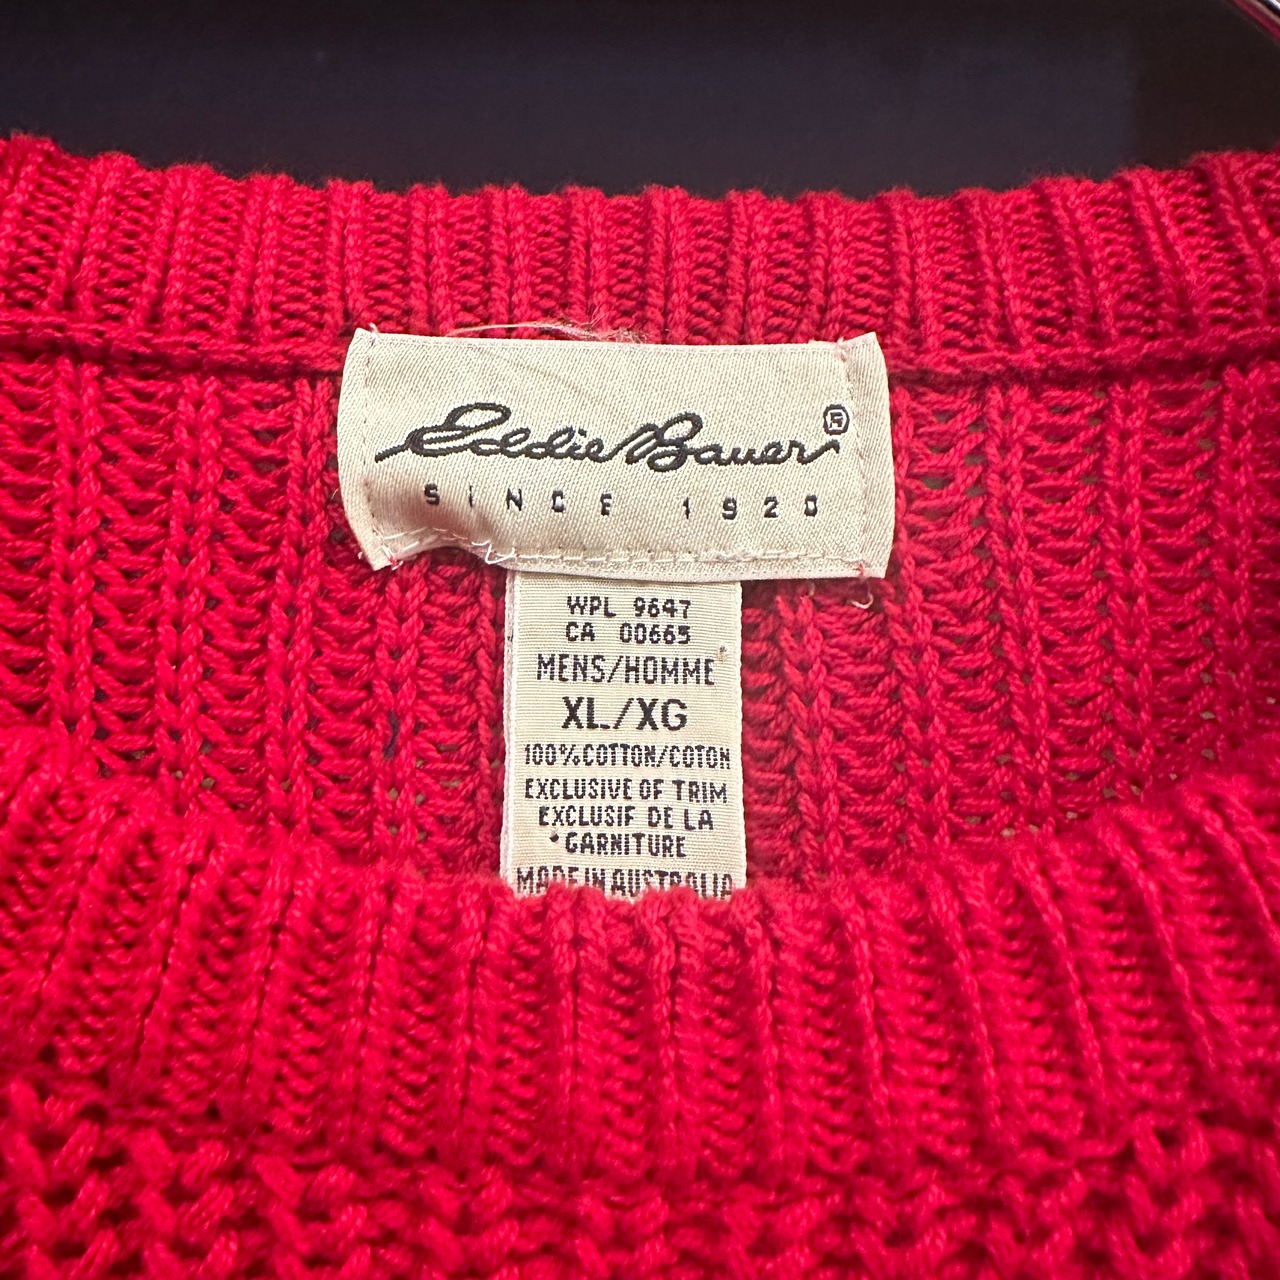 Eddie Bauer®
SINCE 1920
WPL 9647
CA 00665
MENS/HOMME
XL/XG
100% COTTON/COTON
EXCLUSIVE OF TRIM
EXCLUSIF DE LA
GARNITURE
MADE IN AUSTRALIA